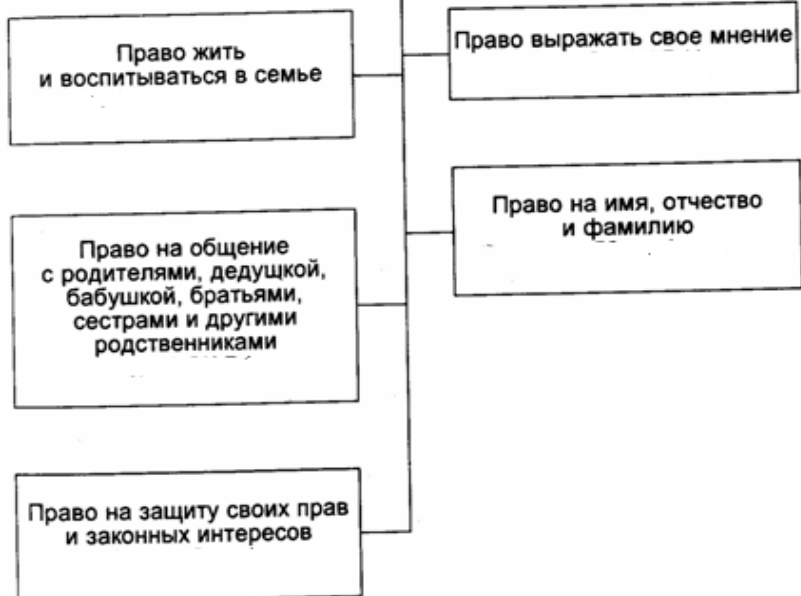 Право жить
и воспитываться в семье
Право выражать свое мнение
Право на общение
с родителями, дедущкой,
бабушкой, братьями,
сестрами и другими
родственниками
Право на имя, отчество
и фамилию
Право на защиту своих прав
и законных интересов